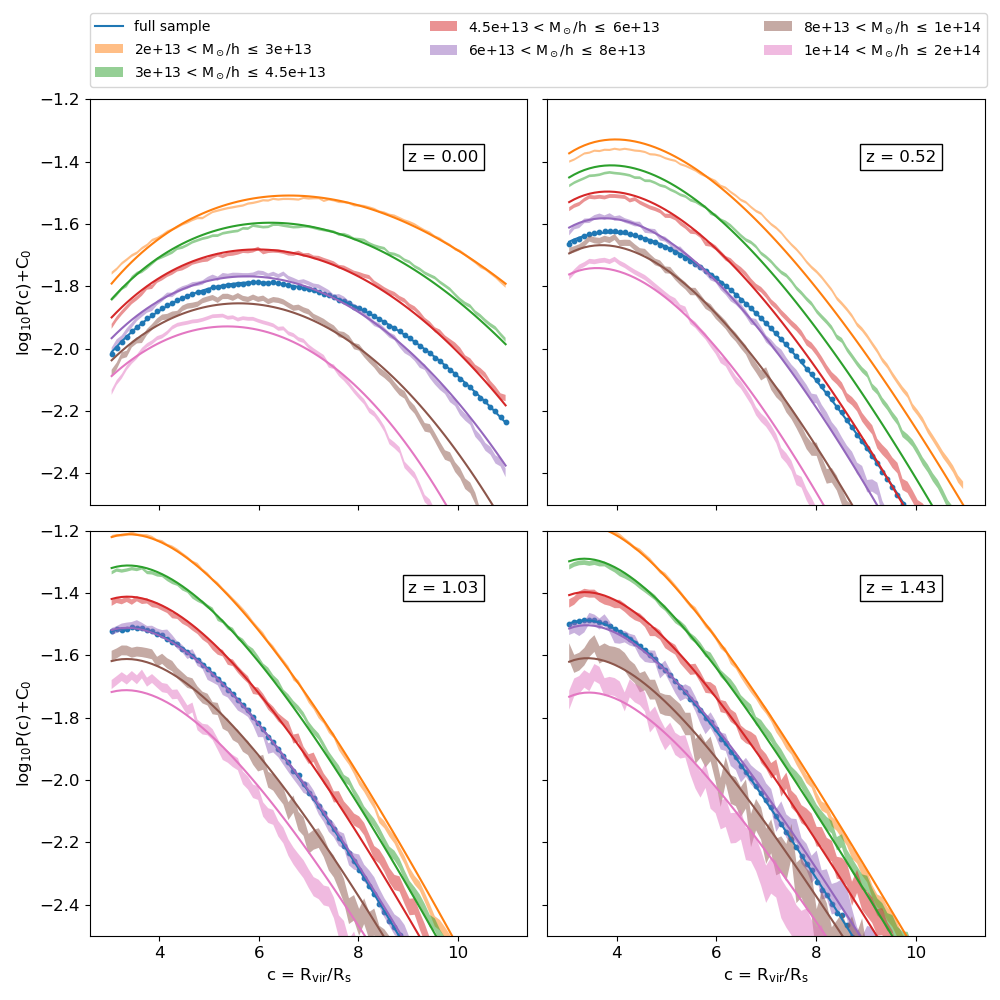 full sample
2e+13 < M⊙/h ≤ 3e+13
3e+13 < M⊙/h ≤ 4.5e+13
4.5e+13 < M⊙/h ≤ 6e+13
6e+13 < M⊙/h ≤ 8e+13
8e+13 < M⊙/h ≤ 1e+14
1e+14 < M⊙/h ≤ 2e+14
−1.2
−1.4
−1.6
−1.8
−2.0
−2.2
−2.4
log₁₀P(c)+C₀
z = 0.00
z = 0.52
−1.2
−1.4
−1.6
−1.8
−2.0
−2.2
−2.4
log₁₀P(c)+C₀
z = 1.03
z = 1.43
4 6 8 10
4 6 8 10
c = Rvir/Rs
c = Rvir/Rs